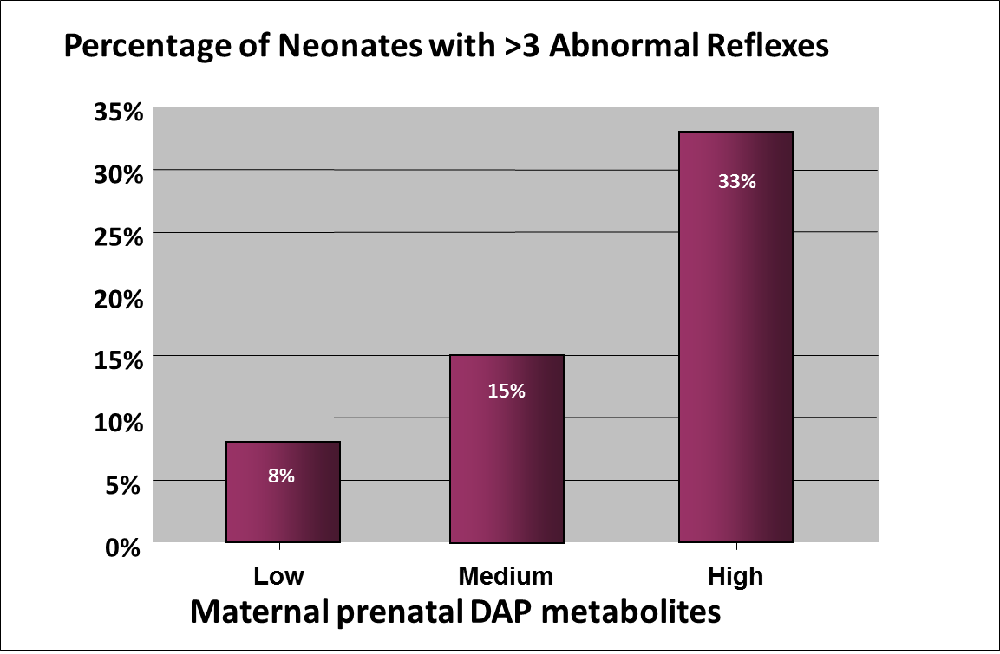 Percentage of Neonates with >3 Abnormal Reflexes
35%
30%
25%
20%
15%
10%
5%
0%
8%
15%
33%
Low
Medium
High
Maternal prenatal DAP metabolites